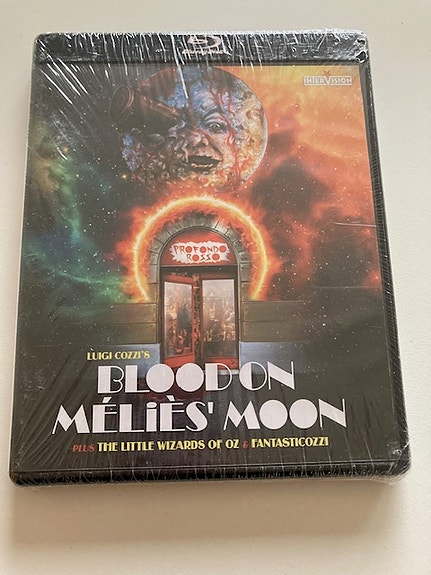 InterVision
PROFONDO
ROSSO
LUIGI COZZI'S
BLOOD ON
MÉLIÈS' MOON
PLUS THE LITTLE WIZARDS OF OZ & FANTASTICOZZI